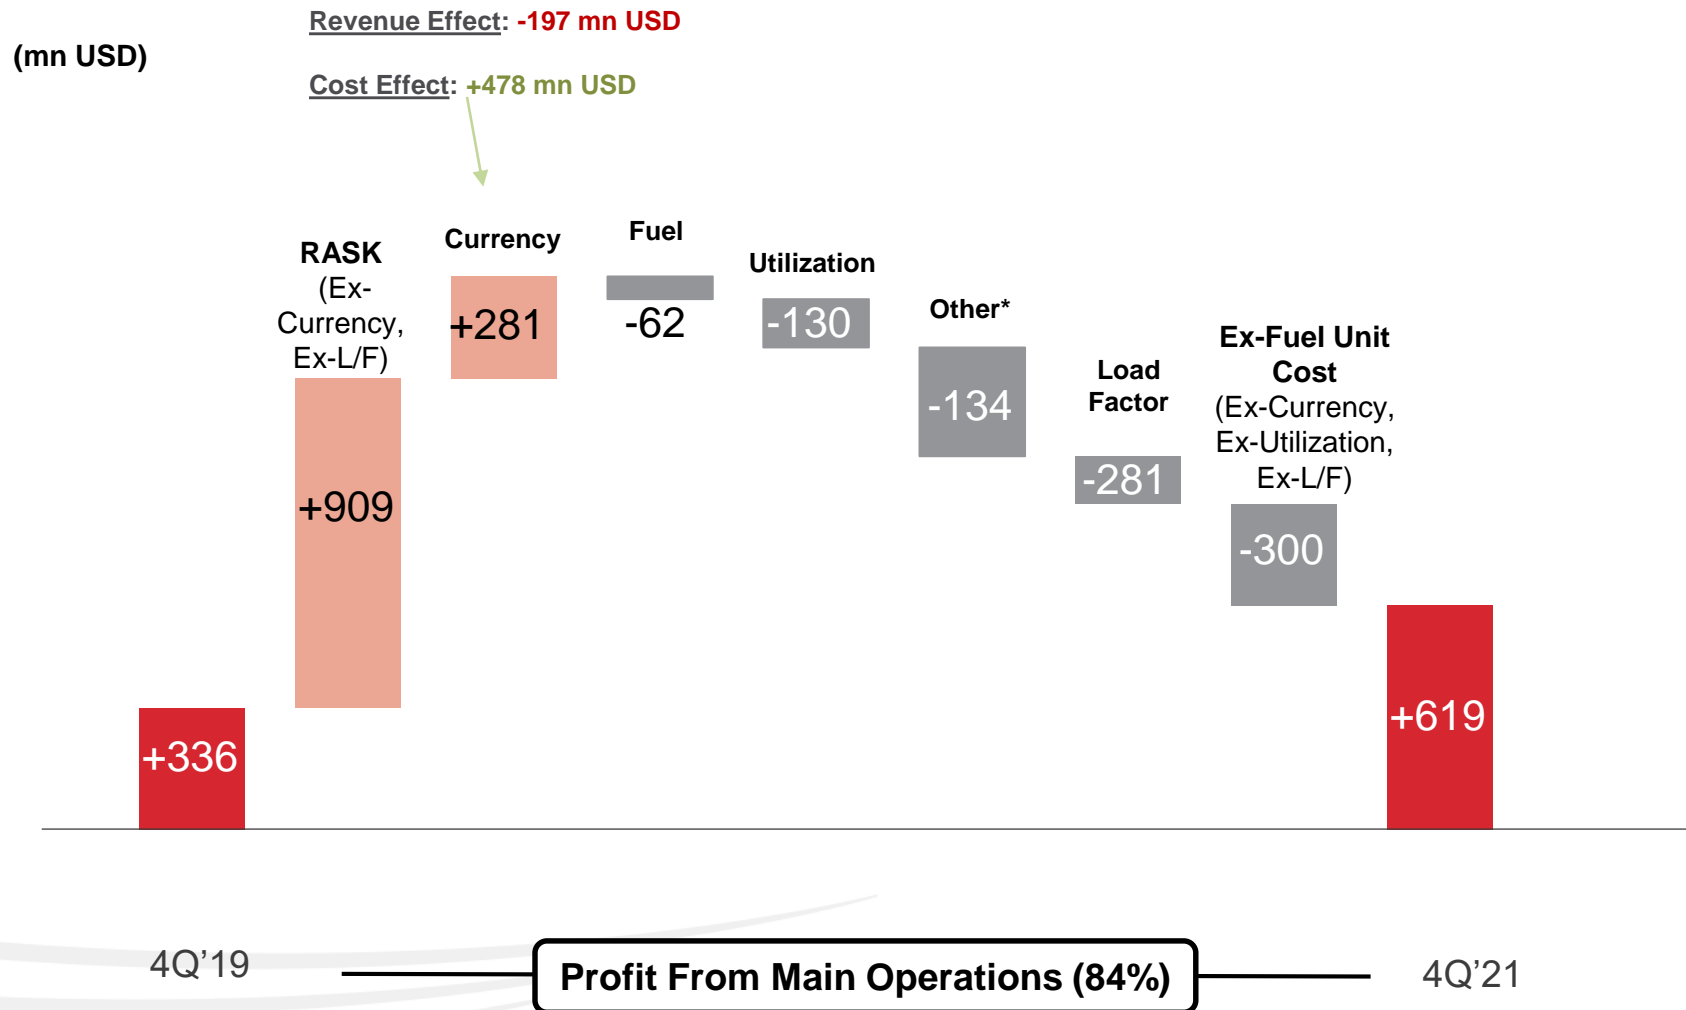 Revenue Effect: -197 mn USD
(mn USD)
Cost Effect: +478 mn USD
RASK
(Ex-
Currency,
Ex-L/F)
+909
Currency
+281
Fuel
-62
Utilization
-130
Other*
-134
Load
Factor
-281
Ex-Fuel Unit
Cost
(Ex-Currency,
Ex-Utilization,
Ex-L/F)
-300
+336
+619
4Q’19
Profit From Main Operations (84%)
4Q’21